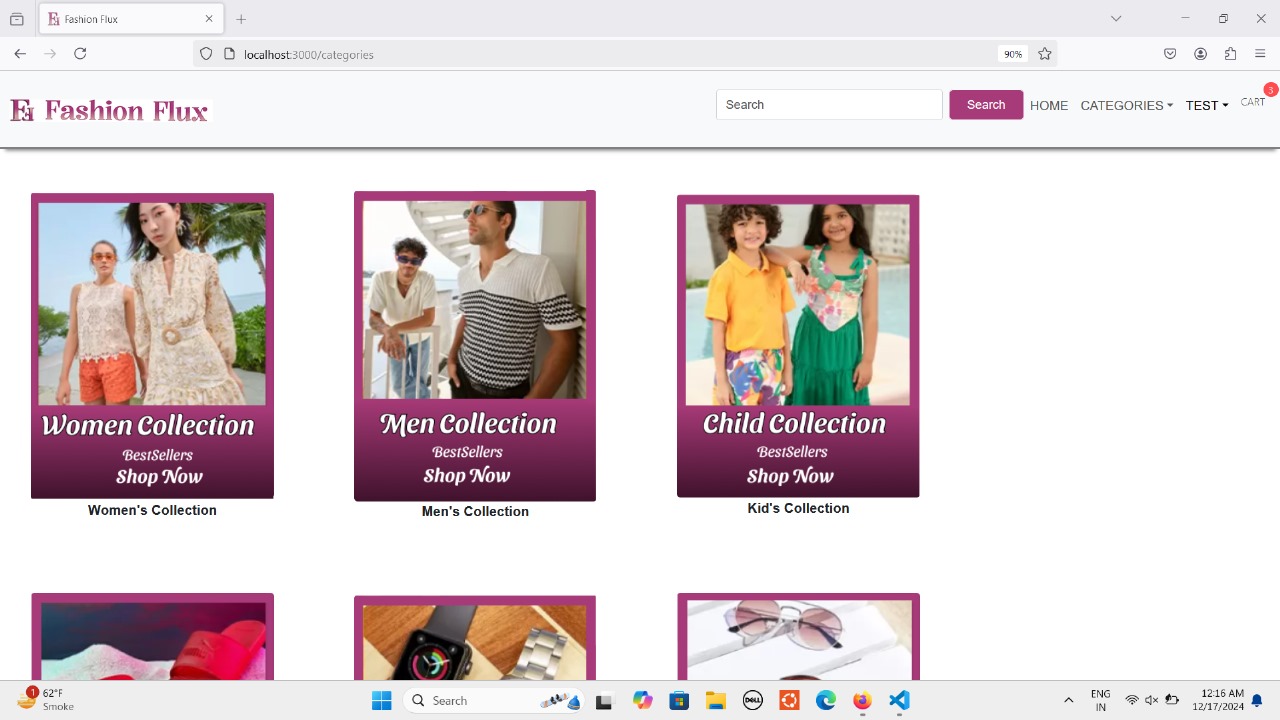 Fashion Flux
localhost:3000/categories
90%
Fashion Flux
Search
Search
HOME
CATEGORIES
TEST
CART
3
Women Collection
BestSellers
Shop Now
Women's Collection
Men Collection
BestSellers
Shop Now
Men's Collection
Child Collection
BestSellers
Shop Now
Kid's Collection
1
62°F
Smoke
Search
DELL
ENG
IN
12:16 AM
12/17/2024